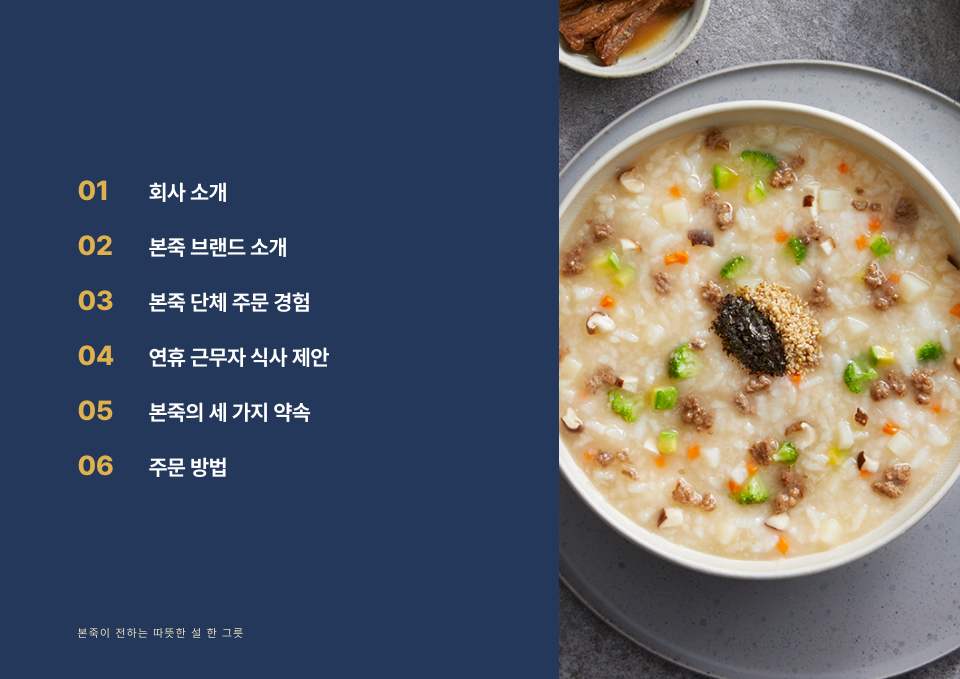 01 회사 소개
02 본죽 브랜드 소개
03 본죽 단체 주문 경험
04 연휴 근무자 식사 제안
05 본죽의 세 가지 약속
06 주문 방법
본죽이 전하는 따뜻한 설 한 그릇